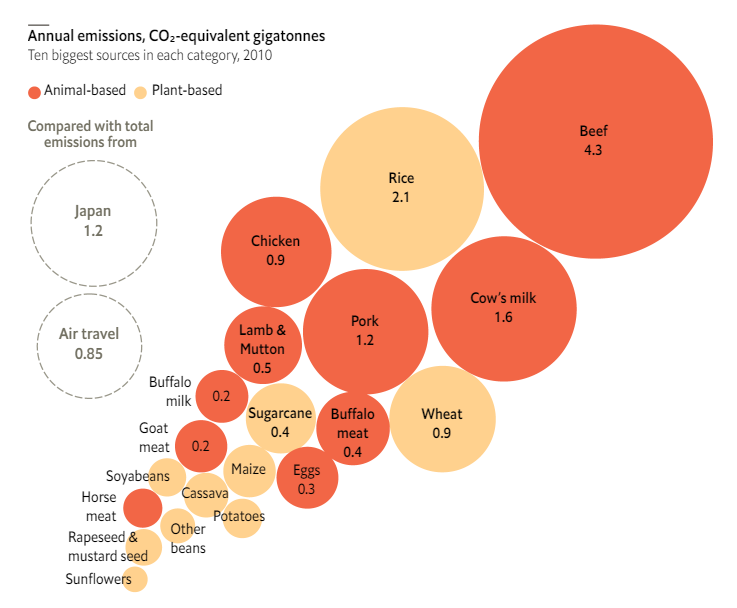 Annual emissions, CO₂-equivalent gigatonnes
Ten biggest sources in each category, 2010
Animal-based
Plant-based
Compared with total
emissions from
Japan
1.2
Air travel
0.85
Beef
4.3
Rice
2.1
Chicken
0.9
Cow's milk
1.6
Pork
1.2
Lamb &
Mutton
0.5
Buffalo
milk
0.2
Sugarcane
0.4
Buffalo
meat
0.4
Wheat
0.9
Goat
meat
0.2
Soyabeans
Maize
Eggs
0.3
Cassava
Horse
meat
Potatoes
Other
beans
Rapeseed &
mustard seed
Sunflowers